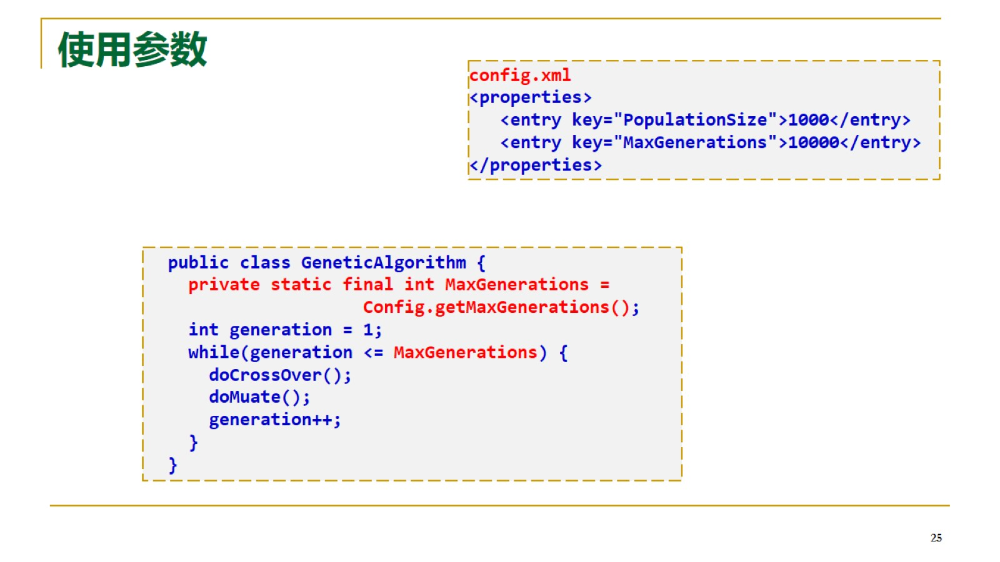 使用参数
config.xml
<properties>
   <entry key="PopulationSize">1000</entry>
   <entry key="MaxGenerations">10000</entry>
</properties>
public class GeneticAlgorithm {
  private static final int MaxGenerations =
                   Config.getMaxGenerations();
  int generation = 1;
  while(generation <= MaxGenerations) {
    doCrossOver();
    doMuate();
    generation++;
  }
}
25